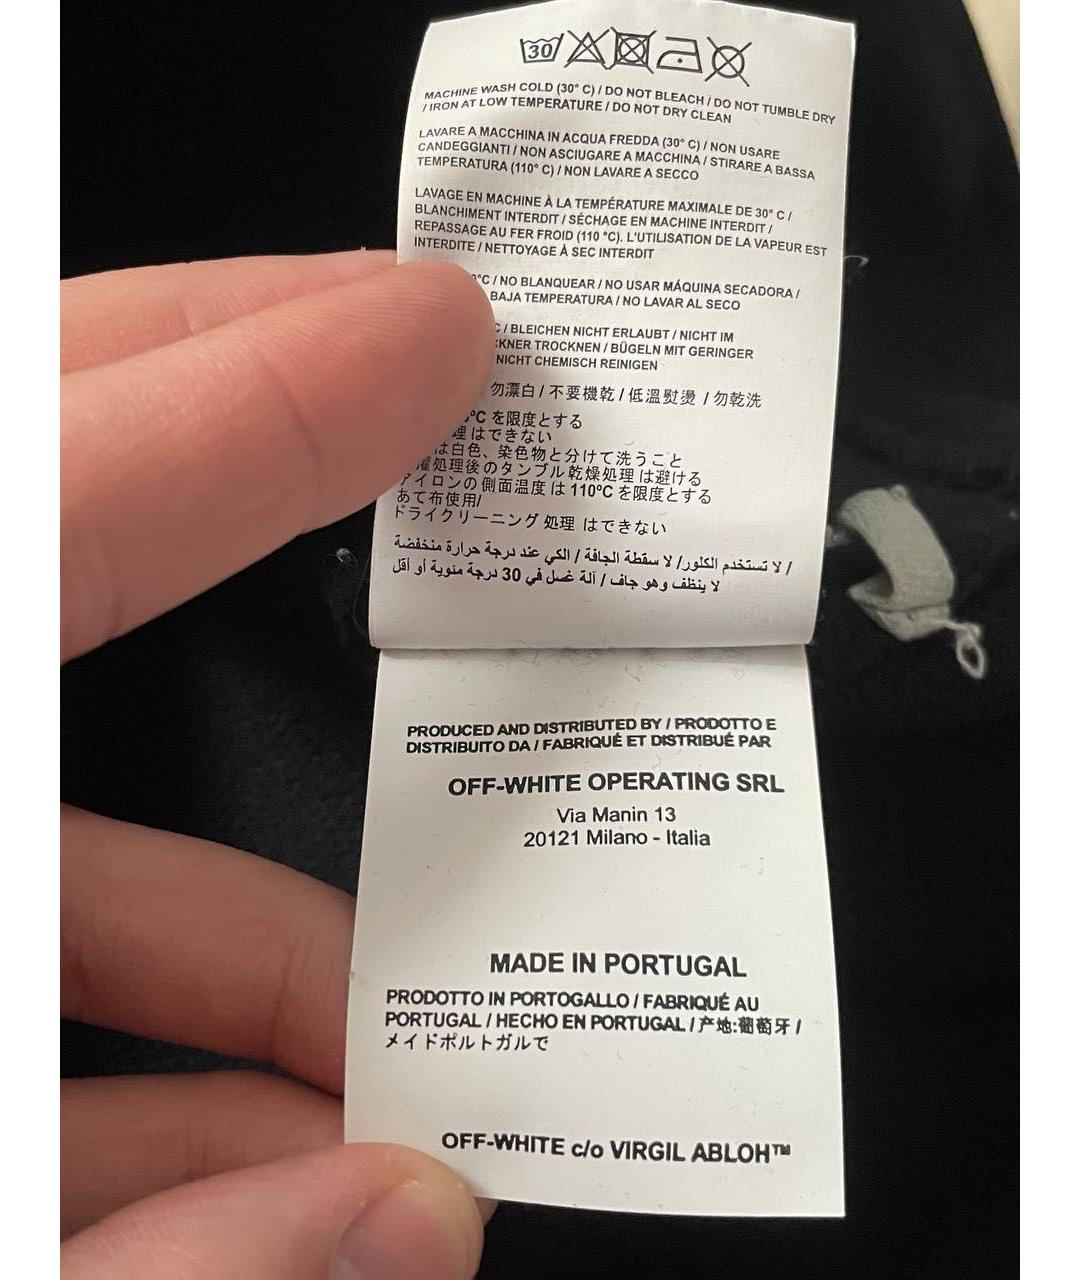 30
MACHINE WASH COLD (30° C) / DO NOT BLEACH / DO NOT TUMBLE DRY
/ IRON AT LOW TEMPERATURE / DO NOT DRY CLEAN
LAVARE A MACCHINA IN ACQUA FREDDA (30° C) / NON USARE
CANDEGGIANTI / NON ASCIUGARE A MACCHINA / STIRARE A BASSA
TEMPERATURA (110° C) / NON LAVARE A SECCO
LAVAGE EN MACHINE À LA TEMPÉRATURE MAXIMALE DE 30° C /
BLANCHIMENT INTERDIT / SÉCHAGE EN MACHINE INTERDIT /
REPASSAGE AU FER FROID (110 °C). L'UTILISATION DE LA VAPEUR EST
INTERDITE / NETTOYAGE À SEC INTERDIT
°C / NO BLANQUEAR / NO USAR MÁQUINA SECADORA /
BAJA TEMPERATURA / NO LAVAR AL SECO
C / BLEICHEN NICHT ERLAUBT / NICHT IM
KNER TROCKNEN / BÜGELN MIT GERINGER
NICHT CHEMISCH REINIGEN
勿漂白 / 不要機乾 / 低溫熨燙 / 勿乾洗
°C を限度とする
理 はできない
は白色、染色物と分けて洗うこと
濯処理後のタンブル乾燥処理 は避ける
アイロンの側面温度 は 110ºC を限度とする
あて布使用/
ドライクリーニング 処理 はできない
/ لا تستخدم الكلور/ لا سقطة الجافة / الكي عند درجة حرارة منخفضة
لا ينظف وهو جاف / آلة غسل في 30 درجة مئوية أو أقل
PRODUCED AND DISTRIBUTED BY / PRODOTTO E
DISTRIBUITO DA / FABRIQUÉ ET DISTRIBUÉ PAR
OFF-WHITE OPERATING SRL
Via Manin 13
20121 Milano - Italia
MADE IN PORTUGAL
PRODOTTO IN PORTOGALLO / FABRIQUÉ AU
PORTUGAL / HECHO EN PORTUGAL / 产地:葡萄牙 /
メイドポルトガルで
OFF-WHITE c/o VIRGIL ABLOH™